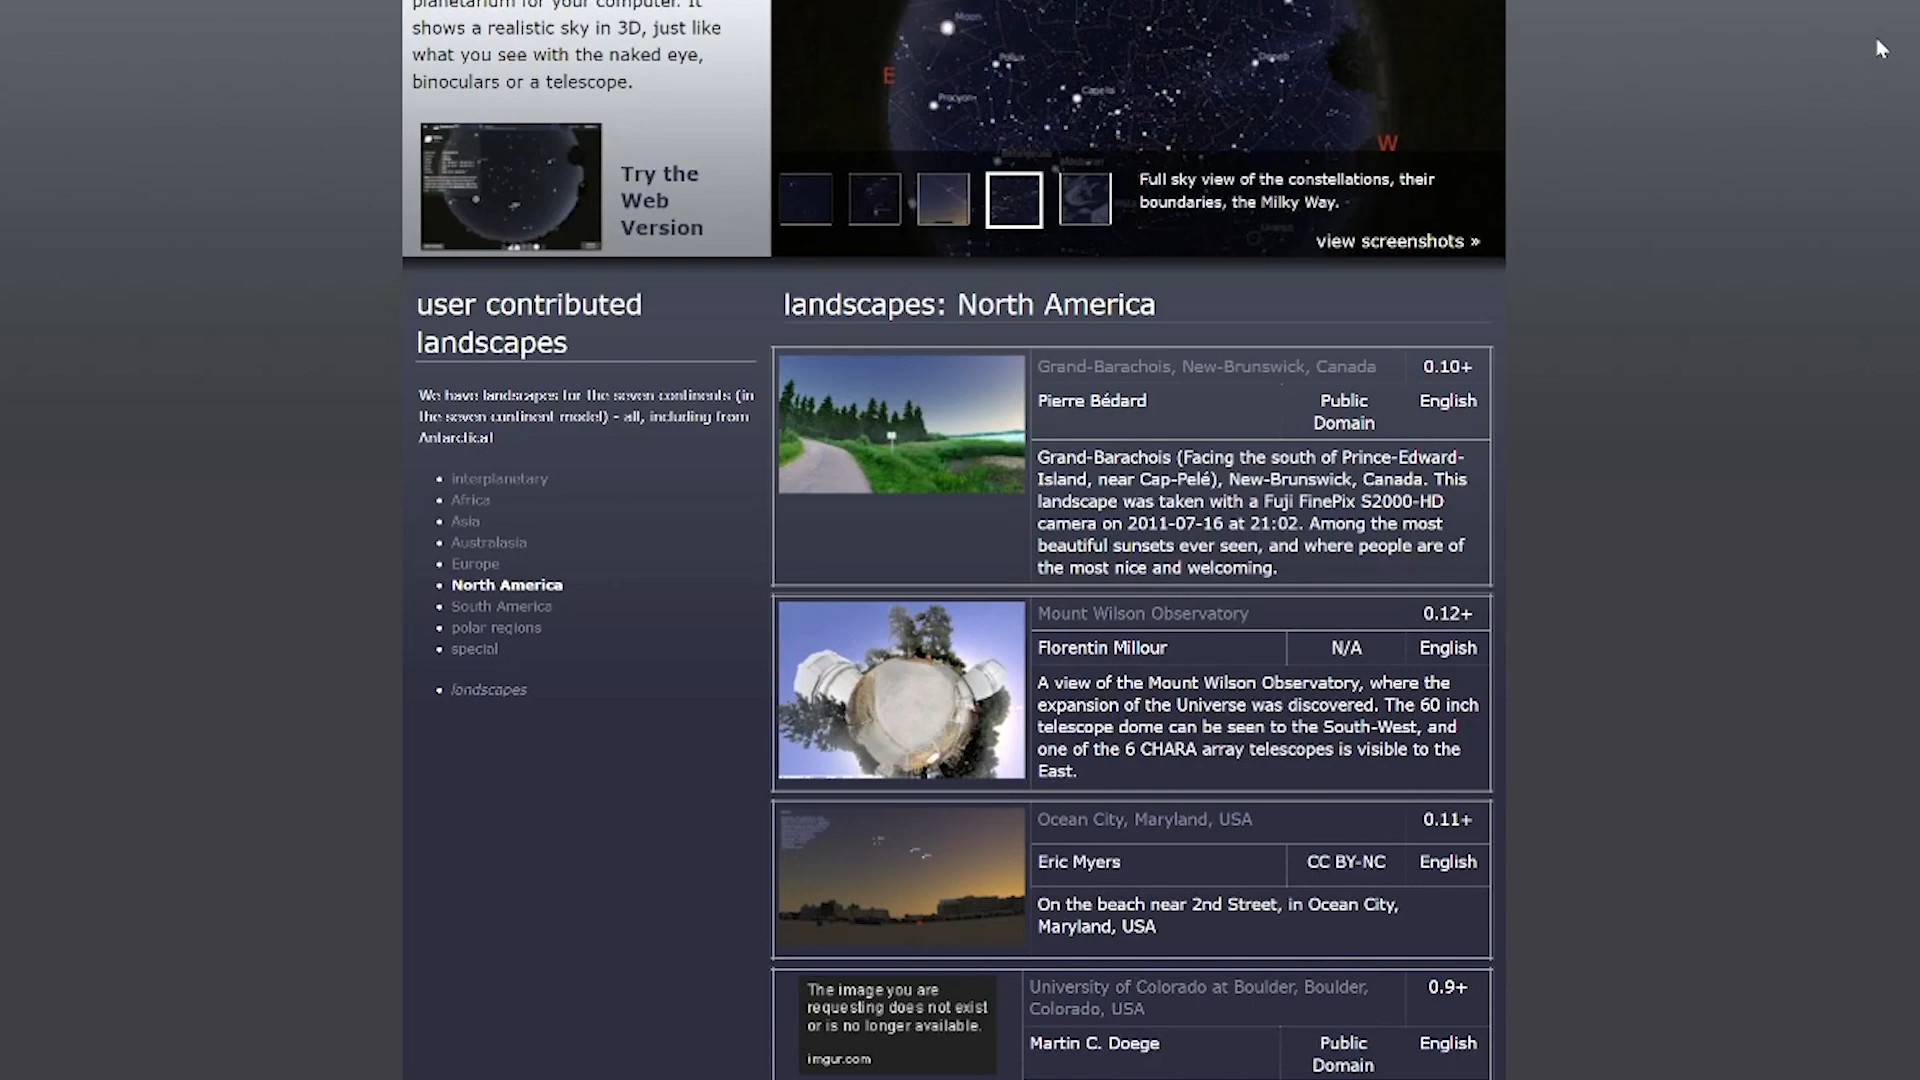 planetarium for your computer. It
shows a realistic sky in 3D, just like
what you see with the naked eye,
binoculars or a telescope.
Try the
Web
Version
Moon
Pollux
Deneb
Procyon
Capella
E
W
Full sky view of the constellations, their
boundaries, the Milky Way.
view screenshots »
user contributed
landscapes
We have landscapes for the seven continents (in
the seven continent model) - all, including from
Antarctica!
interplanetary
Africa
Asia
Australasia
Europe
North America
South America
polar regions
special
landscapes
landscapes: North America
Grand-Barachois, New-Brunswick, Canada 0.10+
Pierre Bédard Public Domain English
Grand-Barachois (Facing the south of Prince-Edward-
Island, near Cap-Pelé), New-Brunswick, Canada. This
landscape was taken with a Fuji FinePix S2000-HD
camera on 2011-07-16 at 21:02. Among the most
beautiful sunsets ever seen, and where people are of
the most nice and welcoming.
Mount Wilson Observatory 0.12+
Florentin Millour N/A English
A view of the Mount Wilson Observatory, where the
expansion of the Universe was discovered. The 60 inch
telescope dome can be seen to the South-West, and
one of the 6 CHARA array telescopes is visible to the
East.
Ocean City, Maryland, USA 0.11+
Eric Myers CC BY-NC English
On the beach near 2nd Street, in Ocean City,
Maryland, USA
The image you are
requesting does not exist
or is no longer available.
imgur.com
University of Colorado at Boulder, Boulder,
Colorado, USA
0.9+
Martin C. Doege Public Domain English